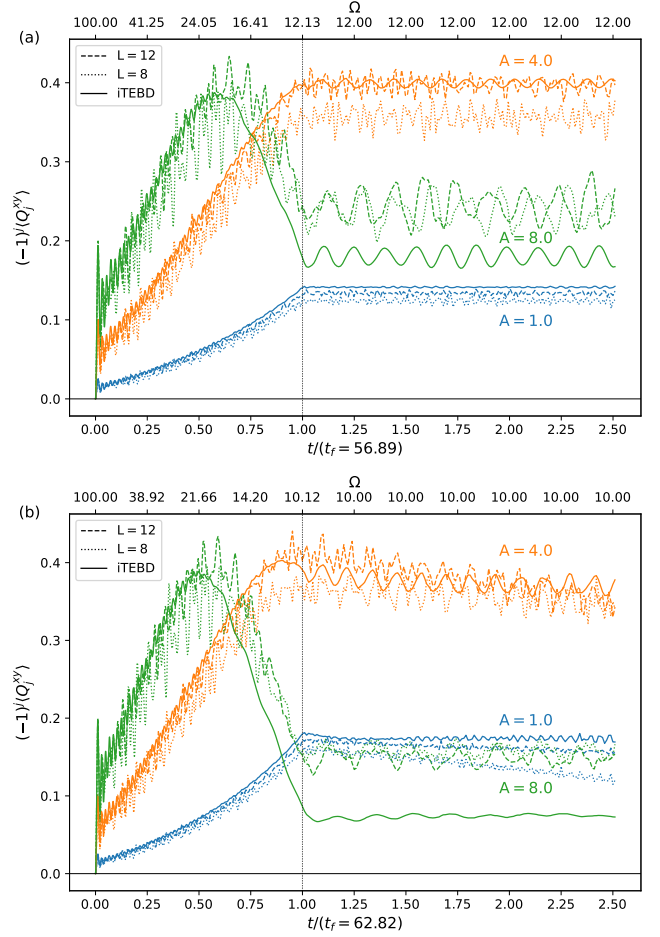 Ω
100.00 41.25 24.05 16.41 12.13 12.00 12.00 12.00 12.00 12.00 12.00
(a)
L = 12
L = 8
iTEBD
A = 4.0
A = 8.0
A = 1.0
0.4
0.3
0.2
0.1
0.0
(−1)^j⟨Q_j^{xy}⟩
0.00 0.25 0.50 0.75 1.00 1.25 1.50 1.75 2.00 2.25 2.50
t/(t_f = 56.89)
Ω
100.00 38.92 21.66 14.20 10.12 10.00 10.00 10.00 10.00 10.00 10.00
(b)
L = 12
L = 8
iTEBD
A = 4.0
A = 1.0
A = 8.0
0.4
0.3
0.2
0.1
0.0
(−1)^j⟨Q_j^{xy}⟩
0.00 0.25 0.50 0.75 1.00 1.25 1.50 1.75 2.00 2.25 2.50
t/(t_f = 62.82)